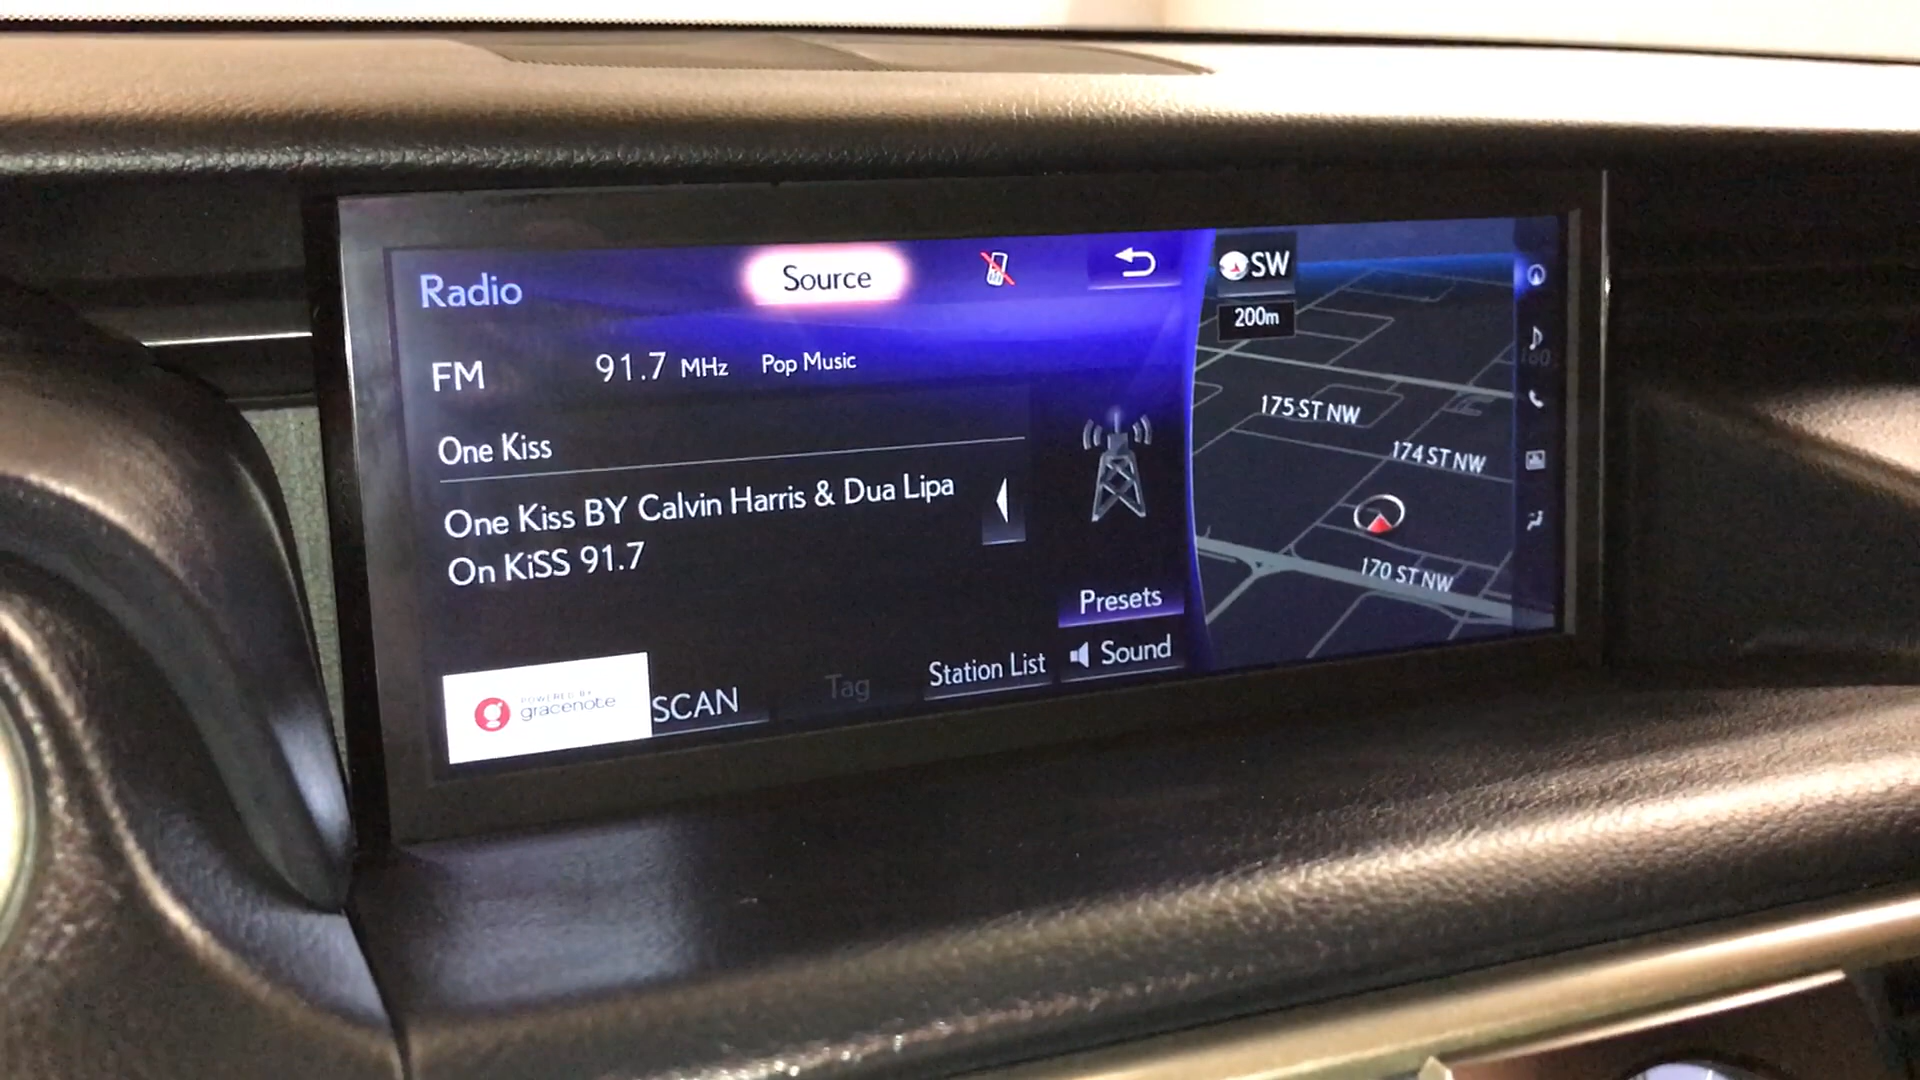 Radio
Source
FM
91.7 MHz
Pop Music
One Kiss
One Kiss BY Calvin Harris & Dua Lipa
On KiSS 91.7
POWERED BY
gracenote
SCAN
Tag
Station List
Presets
Sound
SW
200m
175 ST NW
174 ST NW
170 ST NW